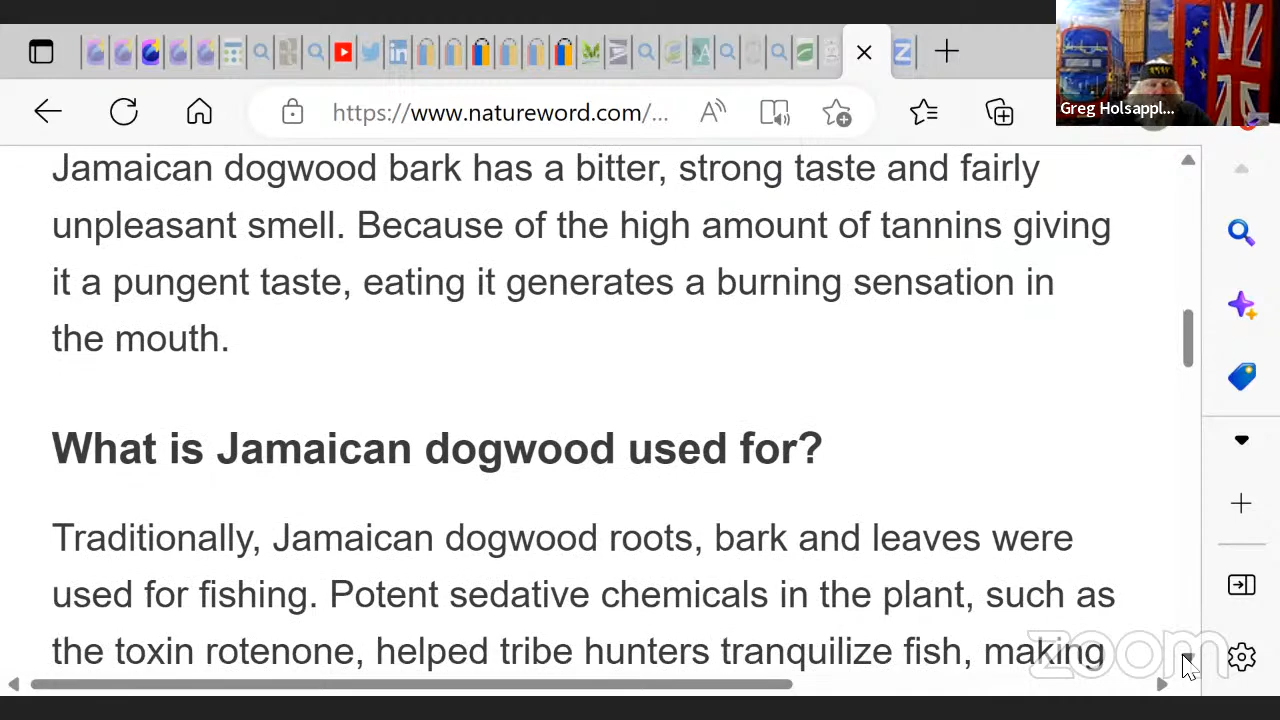 https://www.natureword.com/...
Greg Holsappl...
Jamaican dogwood bark has a bitter, strong taste and fairly
unpleasant smell. Because of the high amount of tannins giving
it a pungent taste, eating it generates a burning sensation in
the mouth.
What is Jamaican dogwood used for?
Traditionally, Jamaican dogwood roots, bark and leaves were
used for fishing. Potent sedative chemicals in the plant, such as
the toxin rotenone, helped tribe hunters tranquilize fish, making
zoom